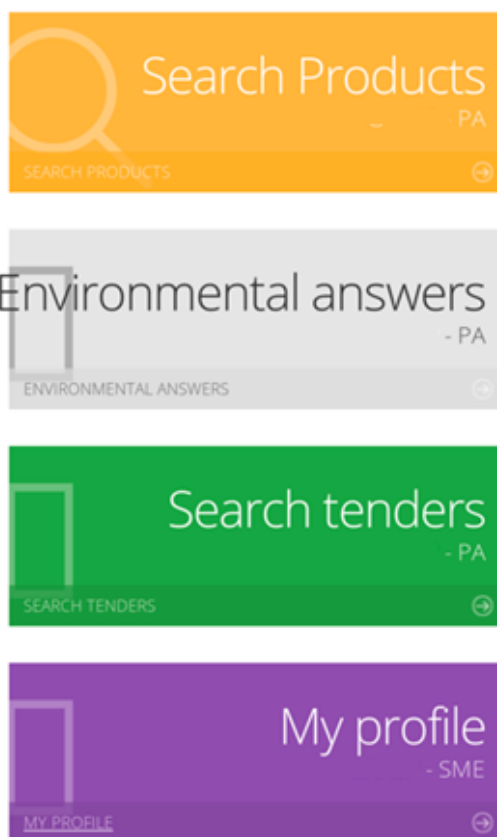 Search Products
- PA
SEARCH PRODUCTS
Environmental answers
- PA
ENVIRONMENTAL ANSWERS
Search tenders
- PA
SEARCH TENDERS
My profile
- SME
MY PROFILE